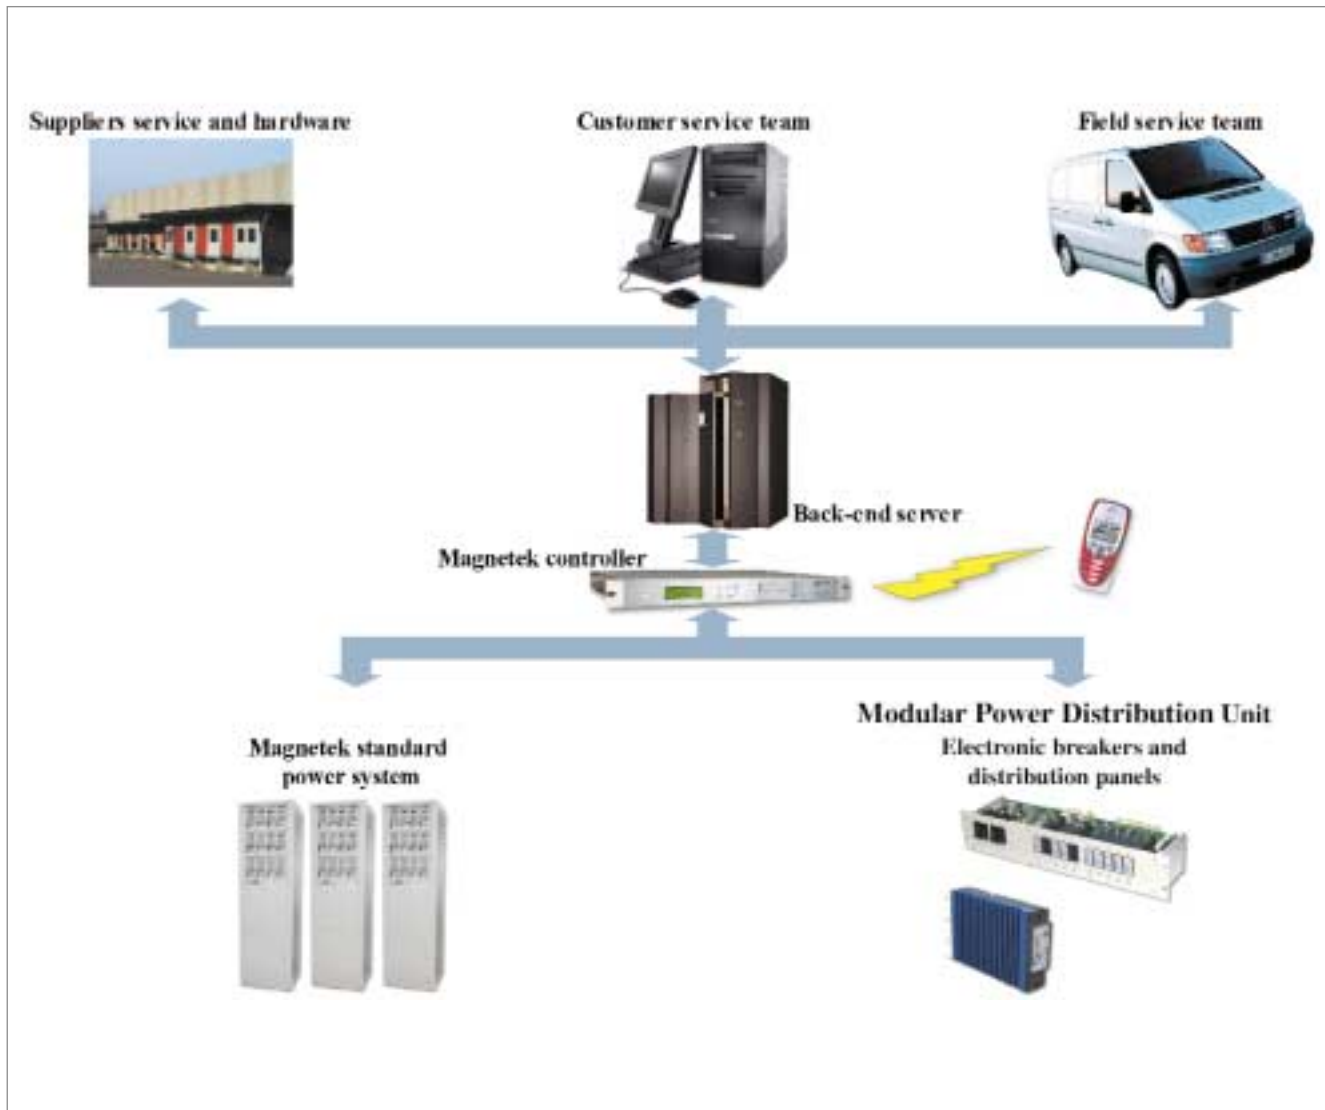 Suppliers service and hardware
Customer service team
Field service team
Back-end server
Magnetek controller
Modular Power Distribution Unit
Magnetek standard
power system
Electronic breakers and
distribution panels